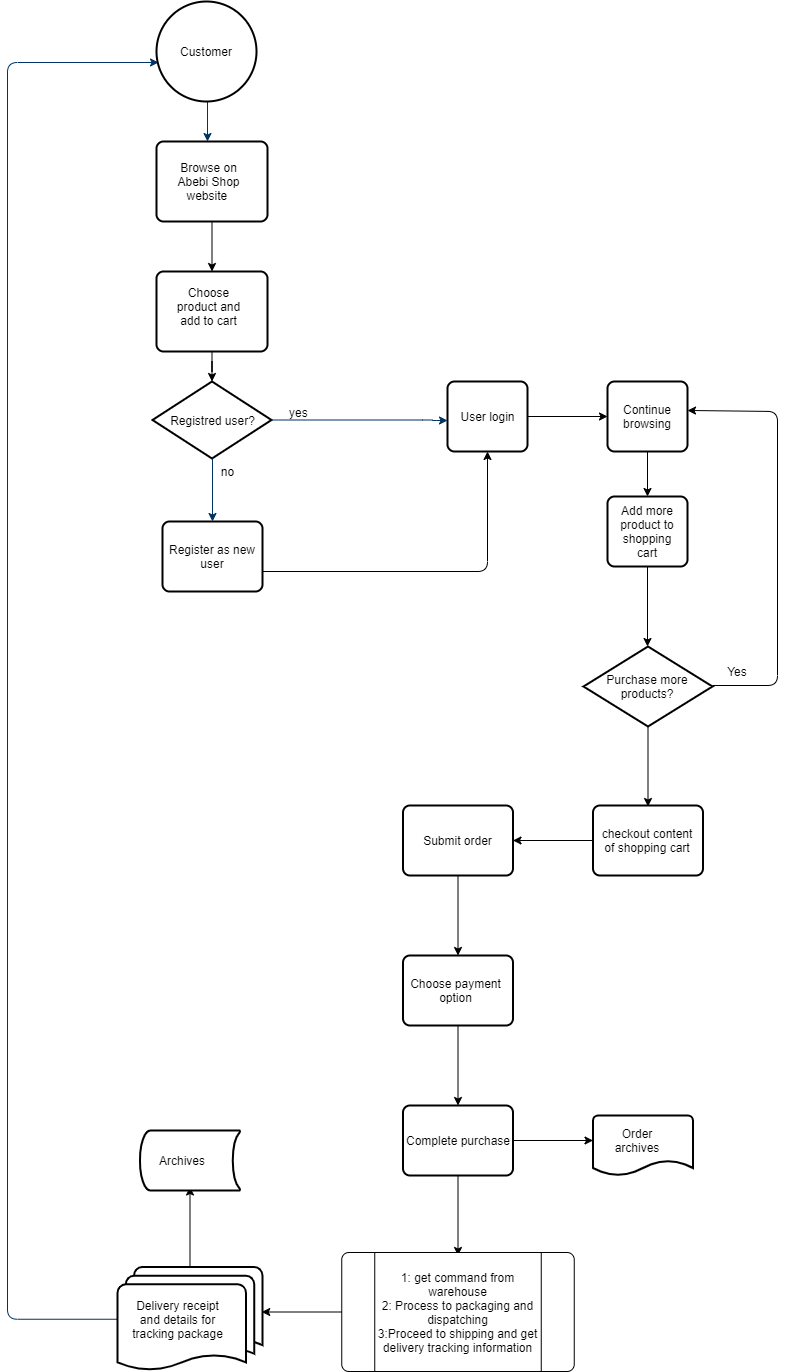 Customer
Browse on
Abebi Shop
website
Choose
product and
add to cart
Registred user?
yes
no
User login
Continue
browsing
Register as new
user
Add more
product to
shopping
cart
Purchase more
products?
Yes
checkout content
of shopping cart
Submit order
Choose payment
option
Complete purchase
Order
archives
Archives
1: get command from
warehouse
2: Process to packaging and
dispatching
3:Proceed to shipping and get
delivery tracking information
Delivery receipt
and details for
tracking package